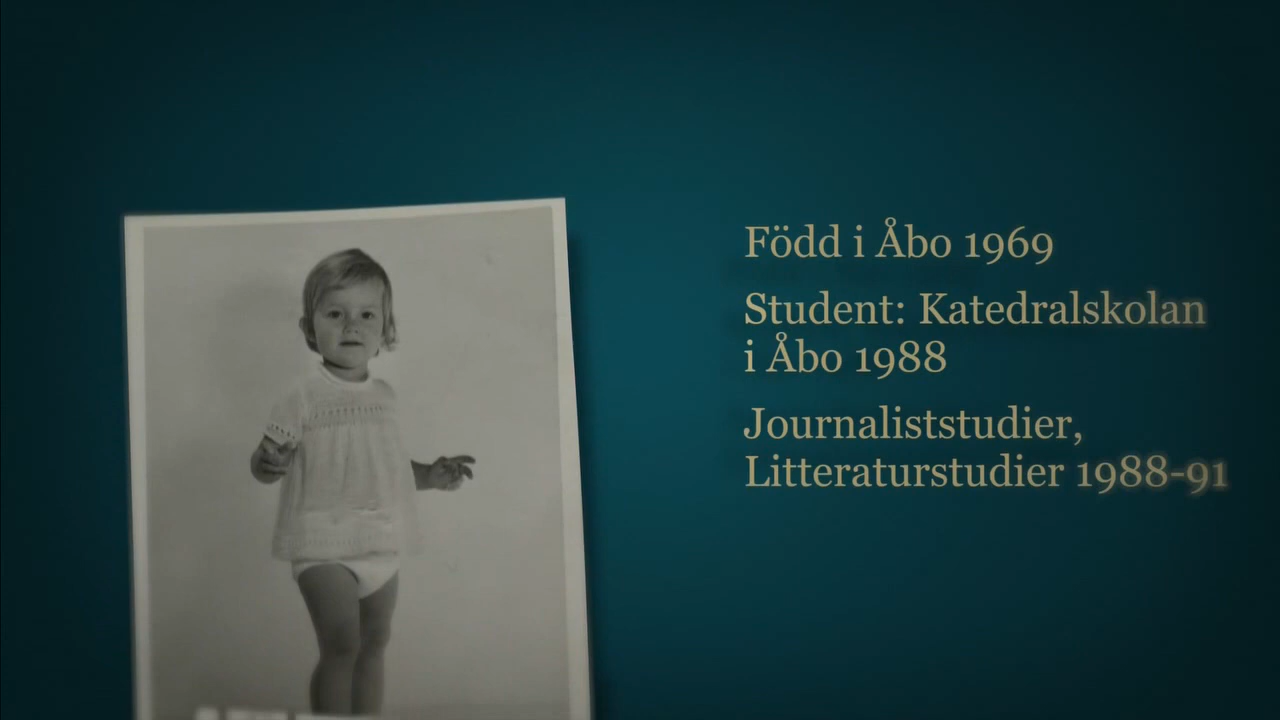 Född i Åbo 1969
Student: Katedralskolan
i Åbo 1988
Journaliststudier,
Litteraturstudier 1988-91